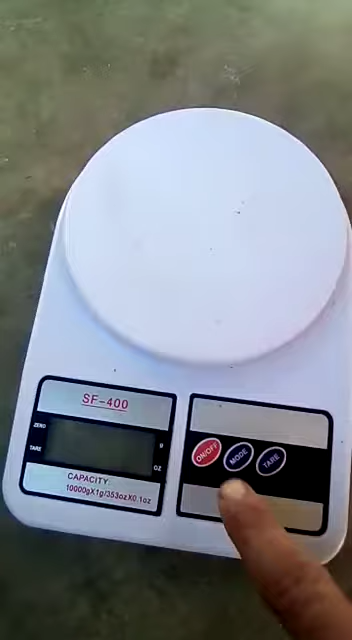 SF-400
ZERO
TARE
g
OZ
CAPACITY:
10000gX1g/353ozX0.1oz
ON/OFF
MODE
TARE